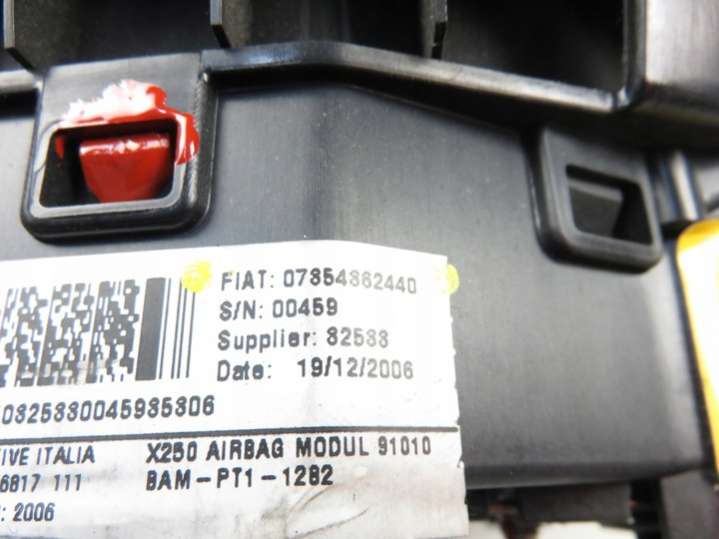 FIAT: 07354362440
S/N: 00459
Supplier: 32533
Date: 19/12/2006
0325330045935306
IVE ITALIA X250 AIRBAG MODUL 91010
6817 111 BAM-PT1-1282
: 2006